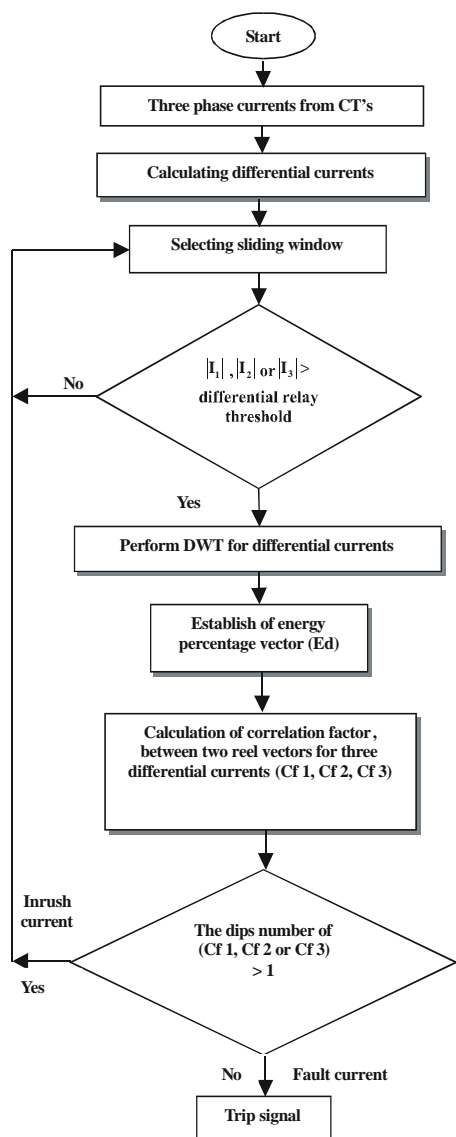 Start
Three phase currents from CT's
Calculating differential currents
Selecting sliding window
|I₁| , |I₂| or |I₃| >
differential relay
threshold
No
Yes
Perform DWT for differential currents
Establish of energy
percentage vector (Ed)
Calculation of correlation factor,
between two reel vectors for three
differential currents (Cf 1, Cf 2, Cf 3)
Inrush
current
The dips number of
(Cf 1, Cf 2 or Cf 3)
> 1
Yes
No Fault current
Trip signal